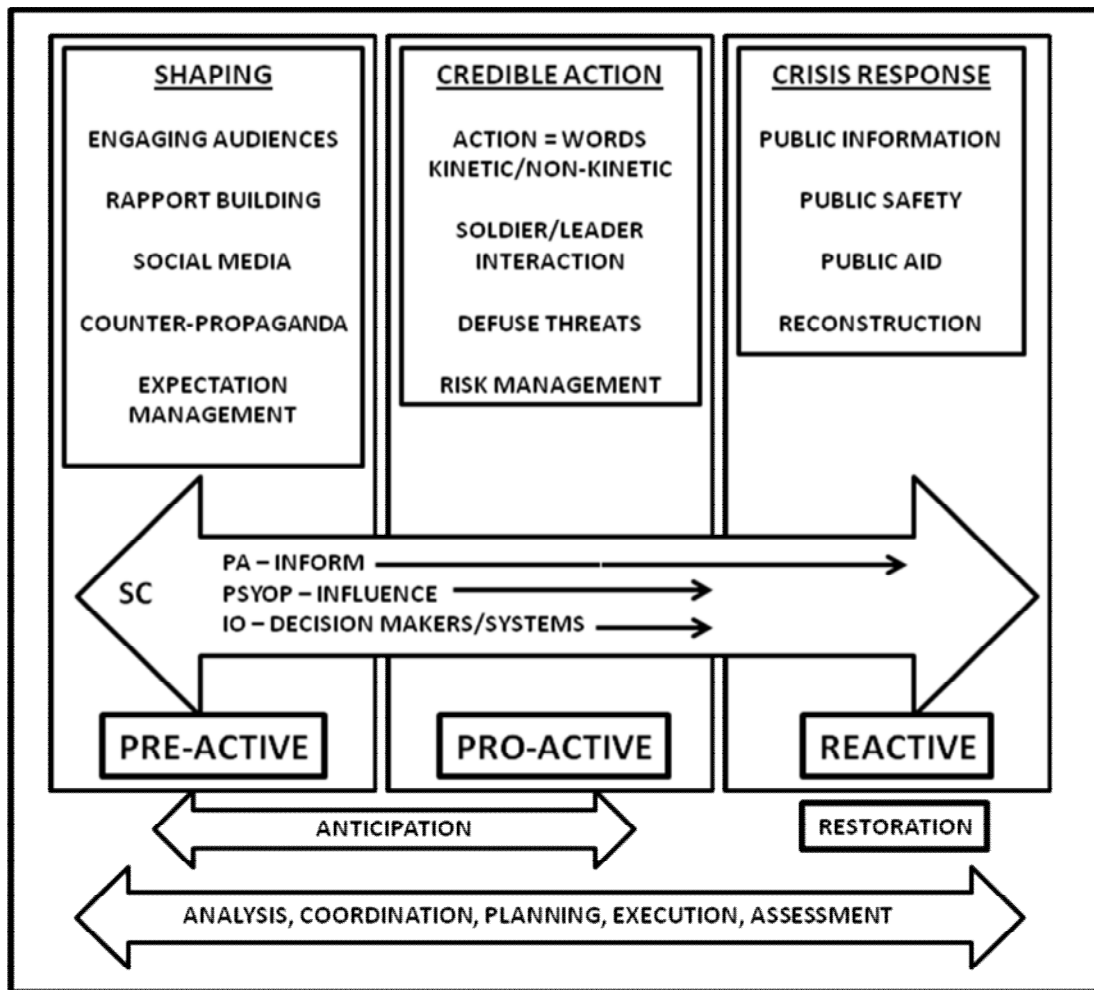 SHAPING
ENGAGING AUDIENCES
RAPPORT BUILDING
SOCIAL MEDIA
COUNTER-PROPAGANDA
EXPECTATION
MANAGEMENT
CREDIBLE ACTION
ACTION = WORDS
KINETIC/NON-KINETIC
SOLDIER/LEADER
INTERACTION
DEFUSE THREATS
RISK MANAGEMENT
CRISIS RESPONSE
PUBLIC INFORMATION
PUBLIC SAFETY
PUBLIC AID
RECONSTRUCTION
SC
PA – INFORM
PSYOP – INFLUENCE
IO – DECISION MAKERS/SYSTEMS
PRE-ACTIVE
PRO-ACTIVE
REACTIVE
ANTICIPATION
RESTORATION
ANALYSIS, COORDINATION, PLANNING, EXECUTION, ASSESSMENT